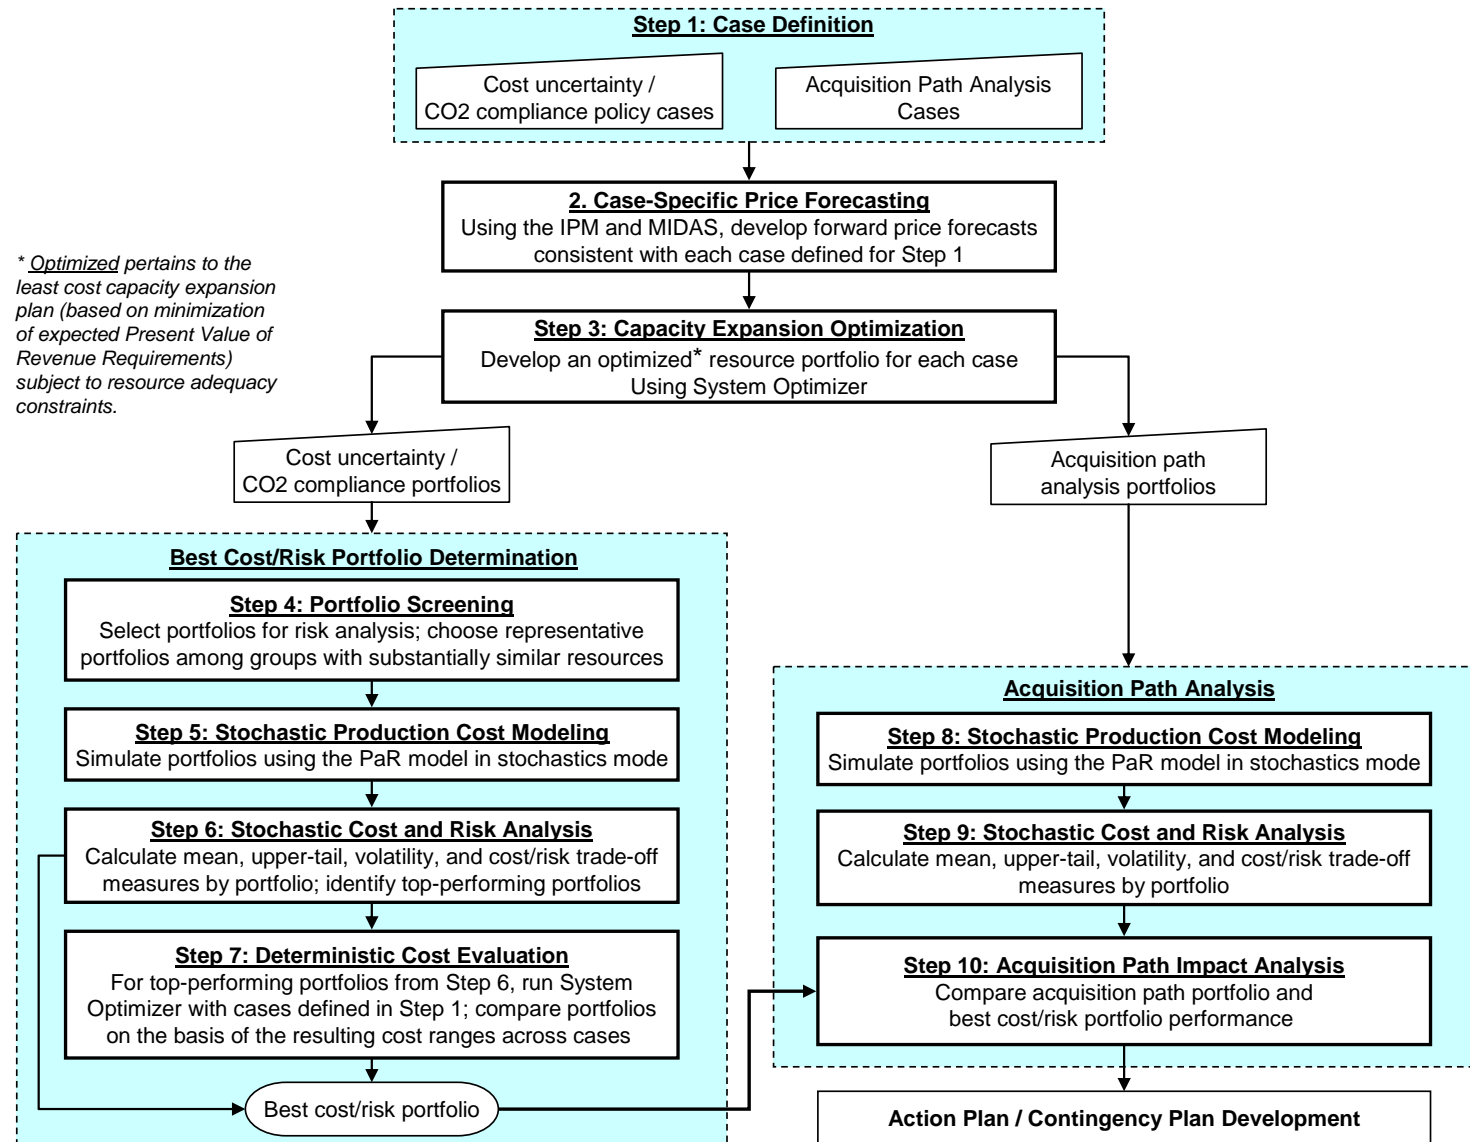 Step 1: Case Definition
Cost uncertainty /
CO2 compliance policy cases
Acquisition Path Analysis
Cases
2. Case-Specific Price Forecasting
Using the IPM and MIDAS, develop forward price forecasts
consistent with each case defined for Step 1
* Optimized pertains to the
least cost capacity expansion
plan (based on minimization
of expected Present Value of
Revenue Requirements)
subject to resource adequacy
constraints.
Step 3: Capacity Expansion Optimization
Develop an optimized* resource portfolio for each case
Using System Optimizer
Cost uncertainty /
CO2 compliance portfolios
Acquisition path
analysis portfolios
Best Cost/Risk Portfolio Determination
Step 4: Portfolio Screening
Select portfolios for risk analysis; choose representative
portfolios among groups with substantially similar resources
Step 5: Stochastic Production Cost Modeling
Simulate portfolios using the PaR model in stochastics mode
Step 6: Stochastic Cost and Risk Analysis
Calculate mean, upper-tail, volatility, and cost/risk trade-off
measures by portfolio; identify top-performing portfolios
Step 7: Deterministic Cost Evaluation
For top-performing portfolios from Step 6, run System
Optimizer with cases defined in Step 1; compare portfolios
on the basis of the resulting cost ranges across cases
Best cost/risk portfolio
Acquisition Path Analysis
Step 8: Stochastic Production Cost Modeling
Simulate portfolios using the PaR model in stochastics mode
Step 9: Stochastic Cost and Risk Analysis
Calculate mean, upper-tail, volatility, and cost/risk trade-off
measures by portfolio
Step 10: Acquisition Path Impact Analysis
Compare acquisition path portfolio and
best cost/risk portfolio performance
Action Plan / Contingency Plan Development